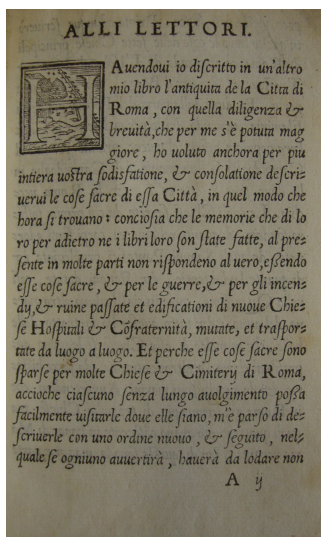 ALLI LETTORI.
HAuendoui io diſcritto in un'altro
mio libro l'antiquita de la Citta di
Roma, con quella diligenza &
breuità, che per me s'è potuta mag
giore, ho uoluto anchora per piu
intiera uoſtra ſodisfatione, & conſolatione deſcri-
uerui le coſe ſacre di eſſa Città, in quel modo che
hora ſi trouano: concioſia che le memorie che di lo
ro per adietro ne i libri loro ſon ſtate fatte, al pre-
ſente in molte parti non riſpondeno al uero, eßendo
eſſe coſe ſacre, & per le guerre, & per gli incen-
dy, & ruine paſſate et edificationi di nuoue Chie-
ſe Hoſpitali & Cõfraternità, mutate, et traſpor-
tate da luogo a luogo. Et perche eſſe coſe ſacre ſono
ſparſe per molte Chieſe & Cimitery di Roma,
accioche ciaſcuno ſenza lungo auolgimento poßa
facilmente uiſitarle doue elle ſiano, m'è parſo di de-
ſcriuerle con uno ordine nuouo, & ſeguito, nel-
quale ſe ogniuno auuertirà, hauerà da lodare non
A ij